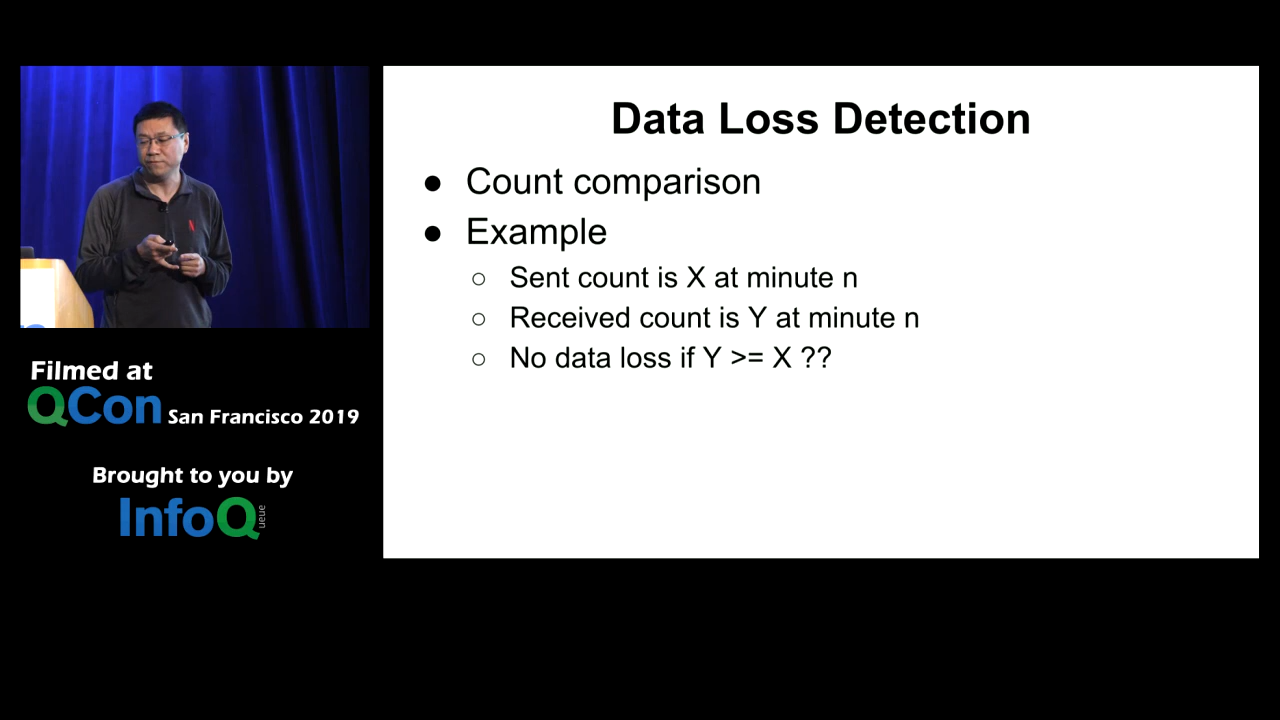 Data Loss Detection
● Count comparison
● Example
○ Sent count is X at minute n
○ Received count is Y at minute n
○ No data loss if Y >= X ??
Filmed at
QCon San Francisco 2019
Brought to you by
InfoQ ueue